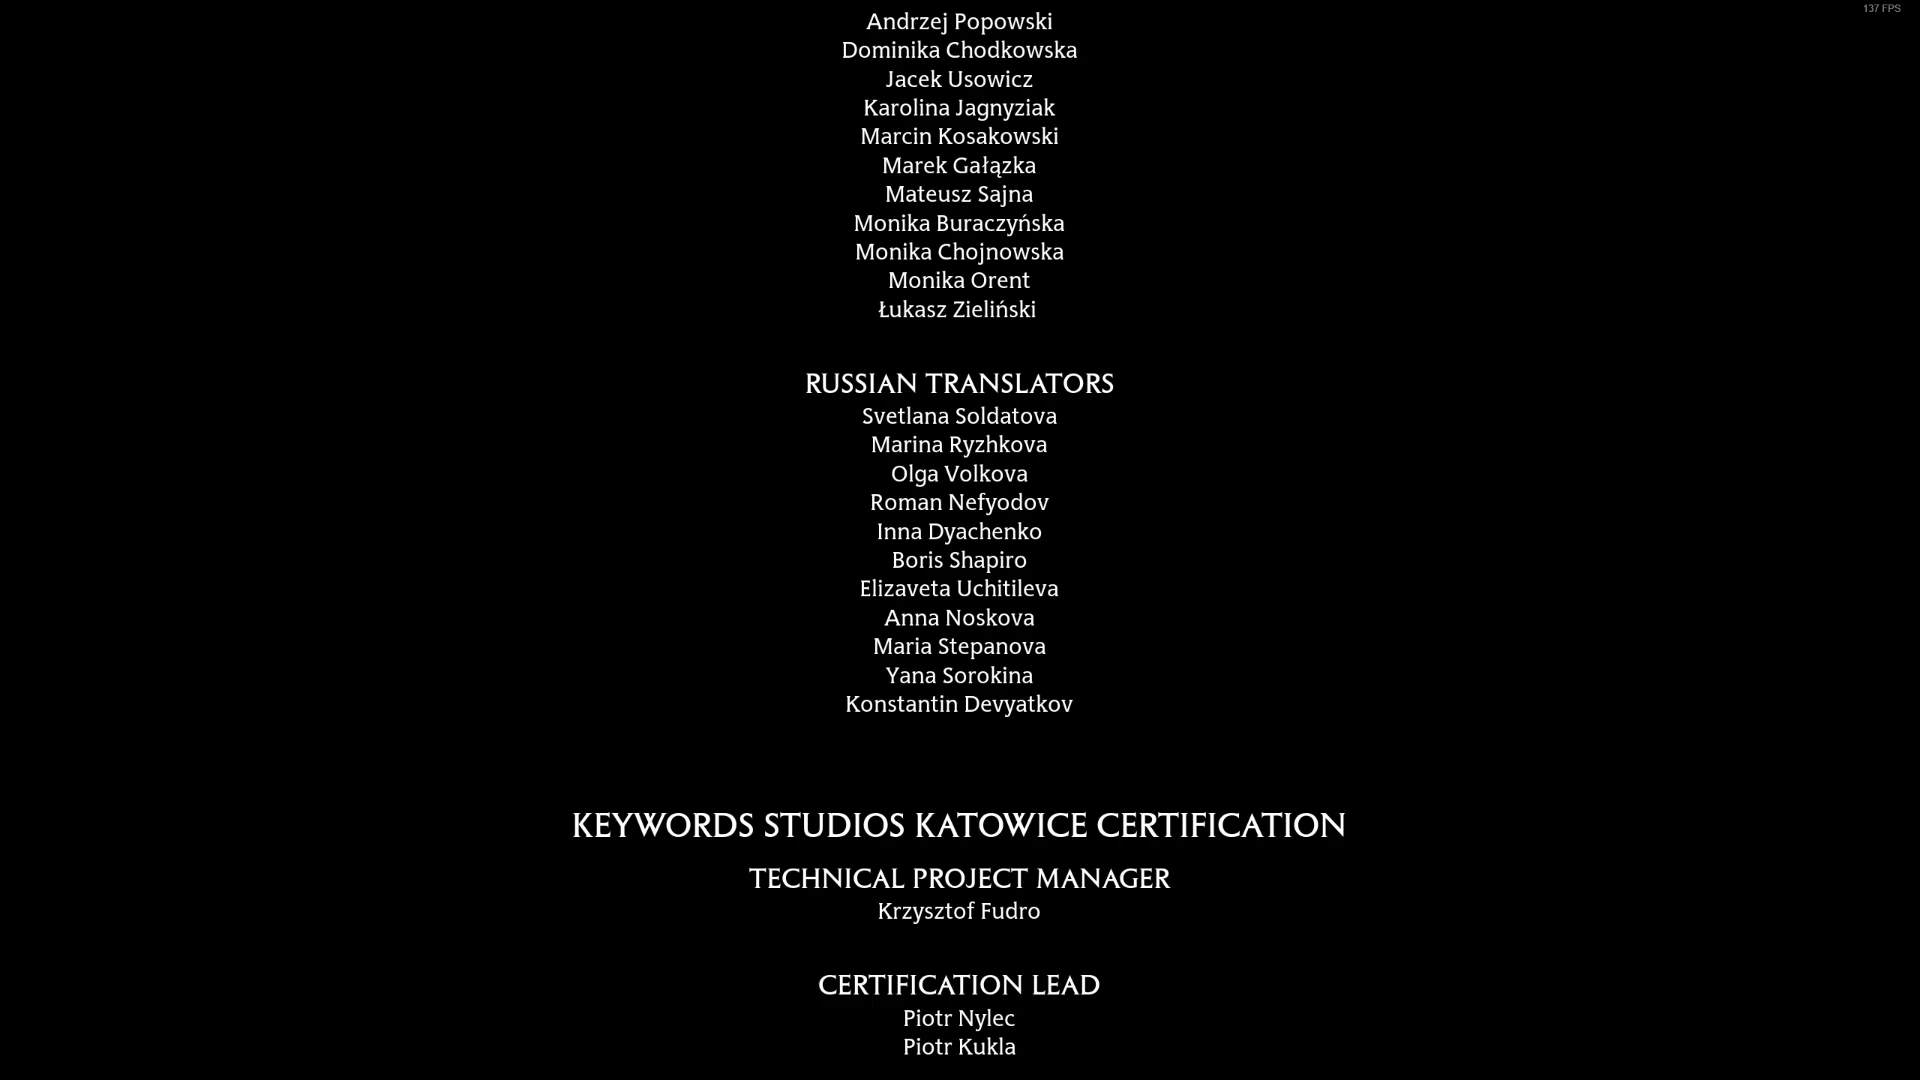 137 FPS
Andrzej Popowski
Dominika Chodkowska
Jacek Usowicz
Karolina Jagnyziak
Marcin Kosakowski
Marek Gałązka
Mateusz Sajna
Monika Buraczyńska
Monika Chojnowska
Monika Orent
Łukasz Zieliński
RUSSIAN TRANSLATORS
Svetlana Soldatova
Marina Ryzhkova
Olga Volkova
Roman Nefyodov
Inna Dyachenko
Boris Shapiro
Elizaveta Uchitileva
Anna Noskova
Maria Stepanova
Yana Sorokina
Konstantin Devyatkov
KEYWORDS STUDIOS KATOWICE CERTIFICATION
TECHNICAL PROJECT MANAGER
Krzysztof Fudro
CERTIFICATION LEAD
Piotr Nylec
Piotr Kukla